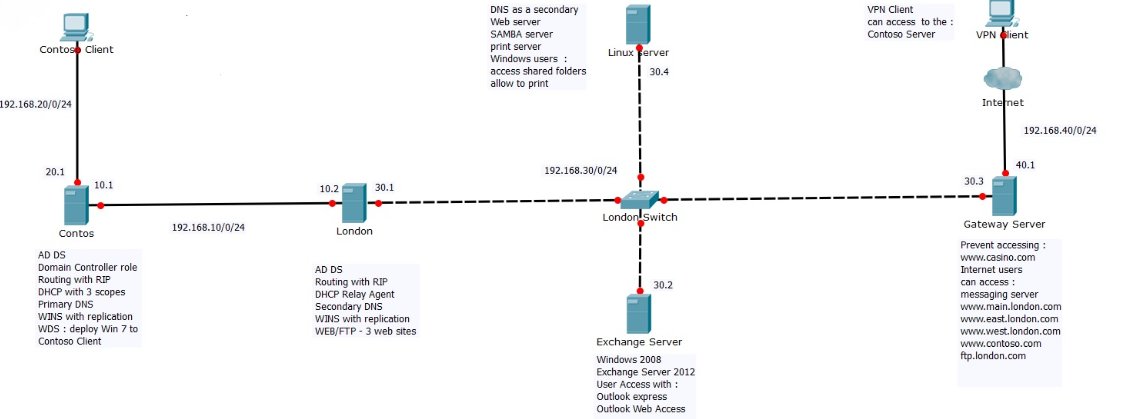 DNS as a secondary
Web server
SAMBA server
print server
Windows users :
access shared folders
allow to print
VPN Client
can access to the :
Contoso Server
Contoso Client
Linux server
VPN Client
30.4
Internet
192.168.20/0/24
192.168.40/0/24
192.168.30/0/24
20.1
10.1
10.2
30.1
30.3
40.1
Contos
London
London Switch
Gateway Server
192.168.10/0/24
AD DS
Domain Controller role
Routing with RIP
DHCP with 3 scopes
Primary DNS
WINS with replication
WDS : deploy Win 7 to
Contoso Client
AD DS
Routing with RIP
DHCP Relay Agent
Secondary DNS
WINS with replication
WEB/FTP - 3 web sites
30.2
Exchange Server
Windows 2008
Exchange Server 2012
User Access with :
Outlook express
Outlook Web Access
Prevent accessing :
www.casino.com
Internet users
can access :
messaging server
www.main.london.com
www.east.london.com
www.west.london.com
www.contoso.com
ftp.london.com